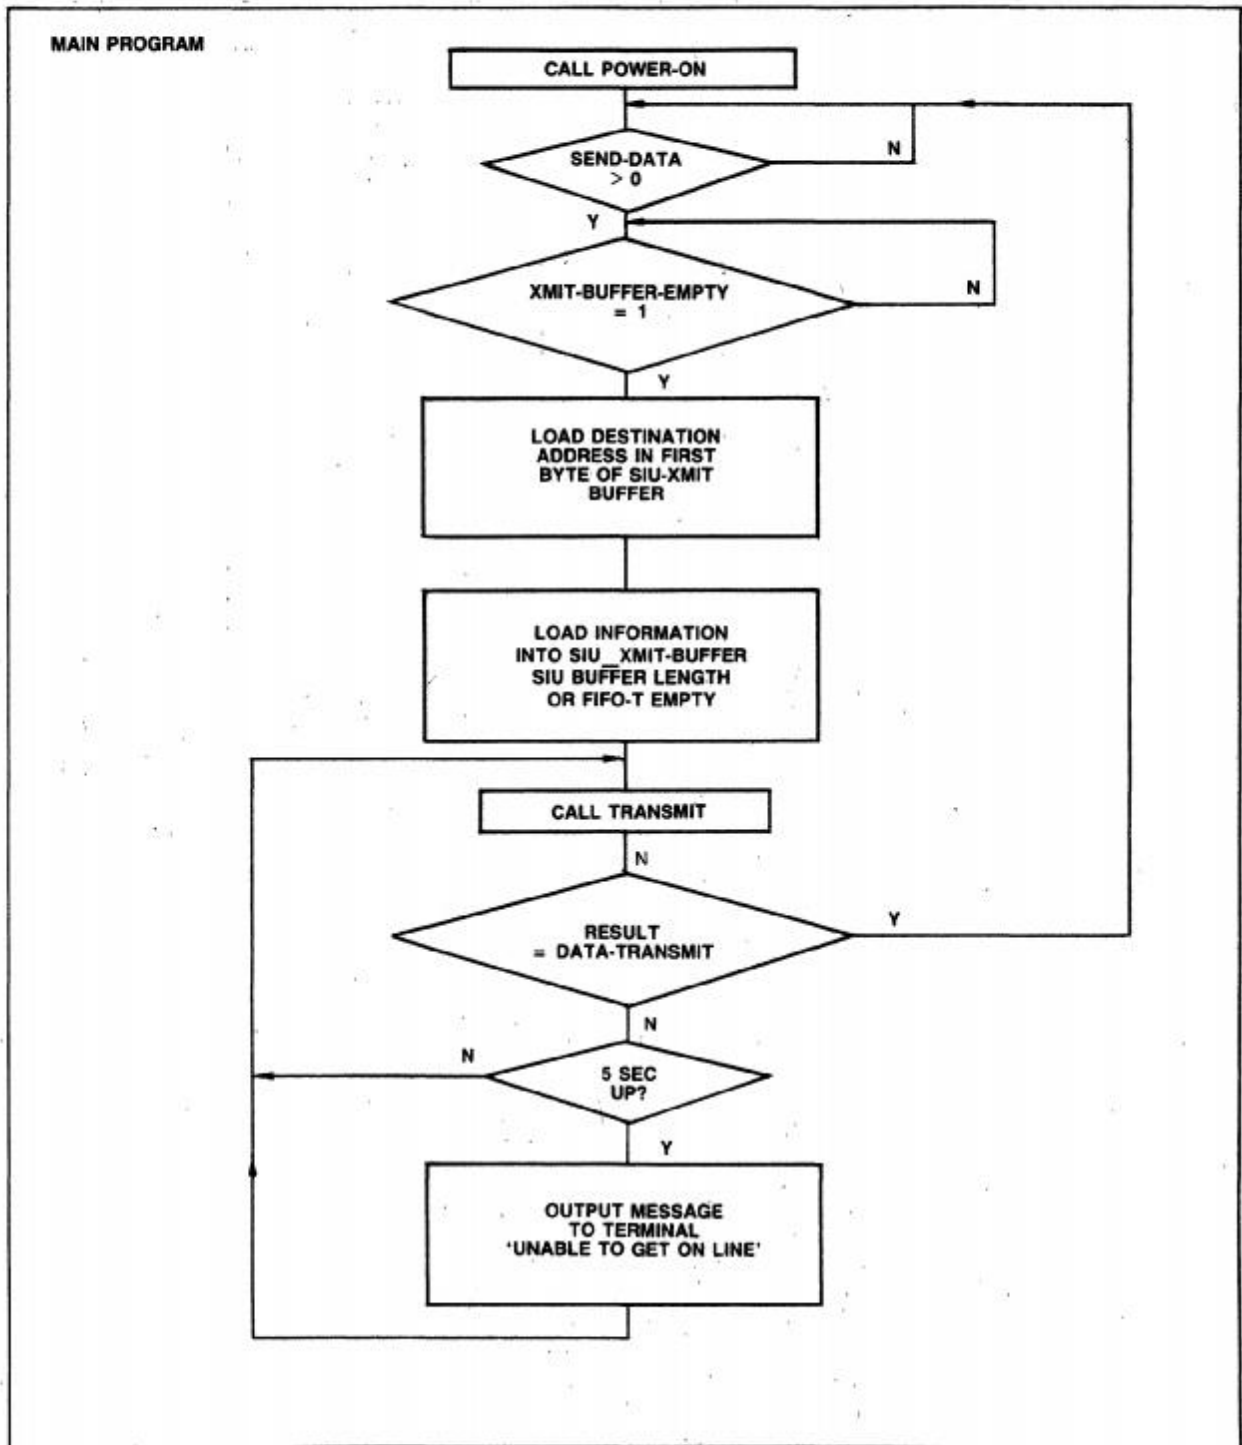 MAIN PROGRAM
CALL POWER-ON
SEND-DATA
> 0
N
Y
XMIT-BUFFER-EMPTY
= 1
N
Y
LOAD DESTINATION
ADDRESS IN FIRST
BYTE OF SIU-XMIT
BUFFER
LOAD INFORMATION
INTO SIU_XMIT-BUFFER
SIU BUFFER LENGTH
OR FIFO-T EMPTY
CALL TRANSMIT
N
RESULT
= DATA-TRANSMIT
Y
N
5 SEC
UP?
N
Y
OUTPUT MESSAGE
TO TERMINAL
'UNABLE TO GET ON LINE'